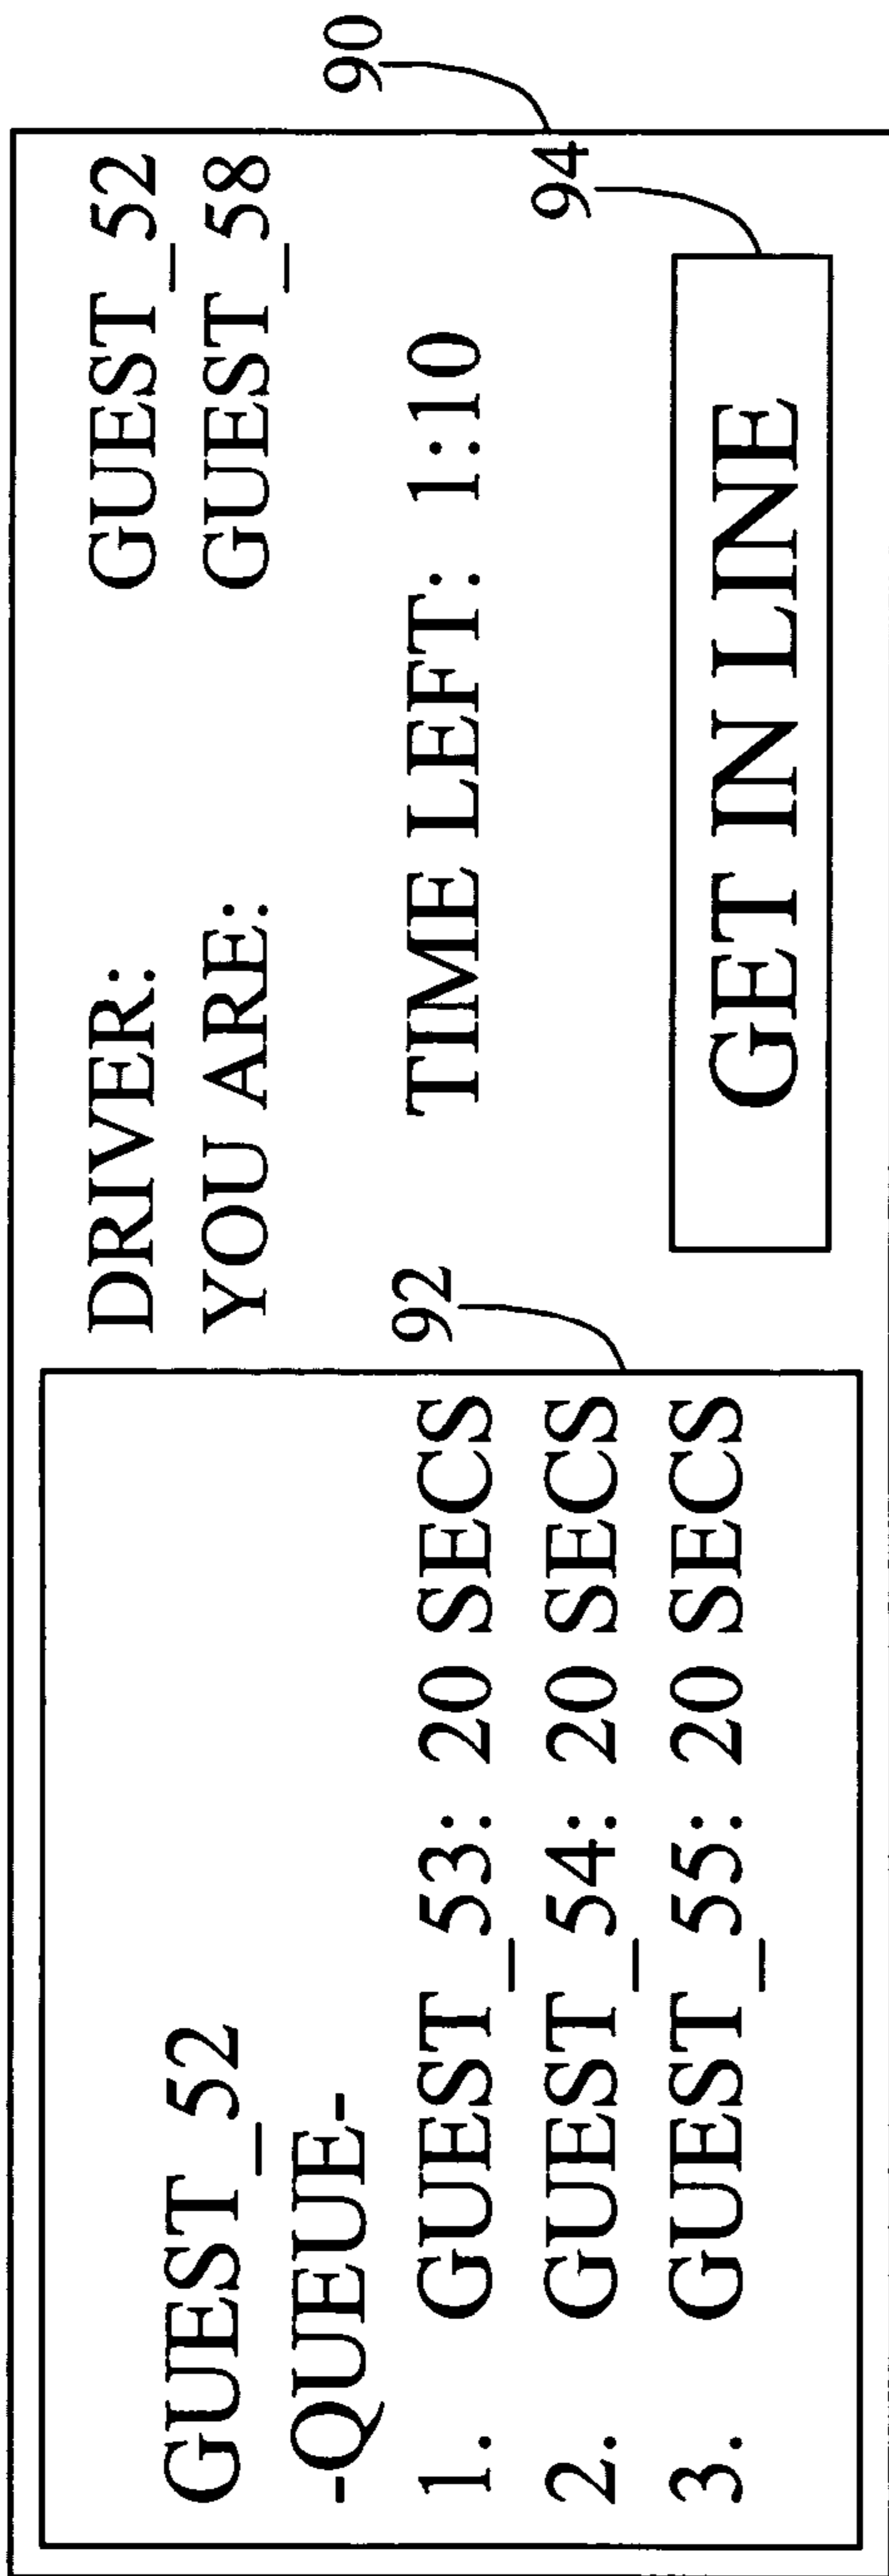 GUEST_52
-QUEUE-
1. GUEST_53: 20 SECS
2. GUEST_54: 20 SECS
3. GUEST_55: 20 SECS
92
DRIVER: GUEST_52
YOU ARE: GUEST_58
TIME LEFT: 1:10
GET IN LINE
94
90